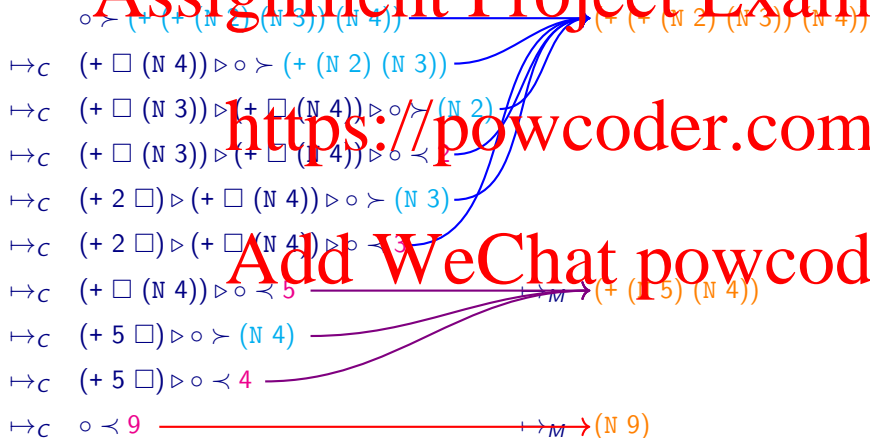 Assignment Project Exam
○ ≻ (+ (+ (N 2) (N 3)) (N 4)) (+ (+ (N 2) (N 3)) (N 4))
↦C (+ □ (N 4)) ▹ ○ ≻ (+ (N 2) (N 3))
↦C (+ □ (N 3)) ▹ (+ □ (N 4)) ▹ ○ ≻ (N 2)
https://powcoder.com
↦C (+ □ (N 3)) ▹ (+ □ (N 4)) ▹ ○ ≺ 2
↦C (+ 2 □) ▹ (+ □ (N 4)) ▹ ○ ≻ (N 3)
↦C (+ 2 □) ▹ (+ □ (N 4)) ▹ ○ ≺ 3
Add WeChat powcod
↦C (+ □ (N 4)) ▹ ○ ≺ 5 ↦M (+ (N 5) (N 4))
↦C (+ 5 □) ▹ ○ ≻ (N 4)
↦C (+ 5 □) ▹ ○ ≺ 4
↦C ○ ≺ 9 ↦M (N 9)